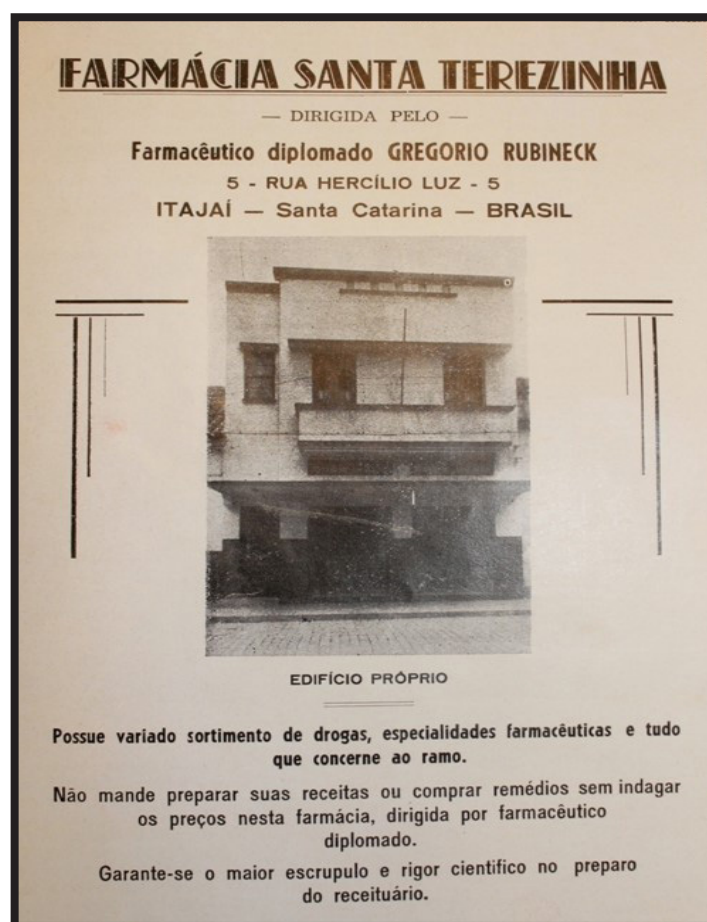 FARMÁCIA SANTA TEREZINHA
— DIRIGIDA PELO —
Farmacêutico diplomado GREGORIO RUBINECK
5 - RUA HERCÍLIO LUZ - 5
ITAJAÍ — Santa Catarina — BRASIL
EDIFÍCIO PRÓPRIO
Possue variado sortimento de drogas, especialidades farmacêuticas e tudo
que concerne ao ramo.
Não mande preparar suas receitas ou comprar remédios sem indagar
os preços nesta farmácia, dirigida por farmacêutico
diplomado.
Garante-se o maior escrupulo e rigor cientifico no preparo
do receituário.